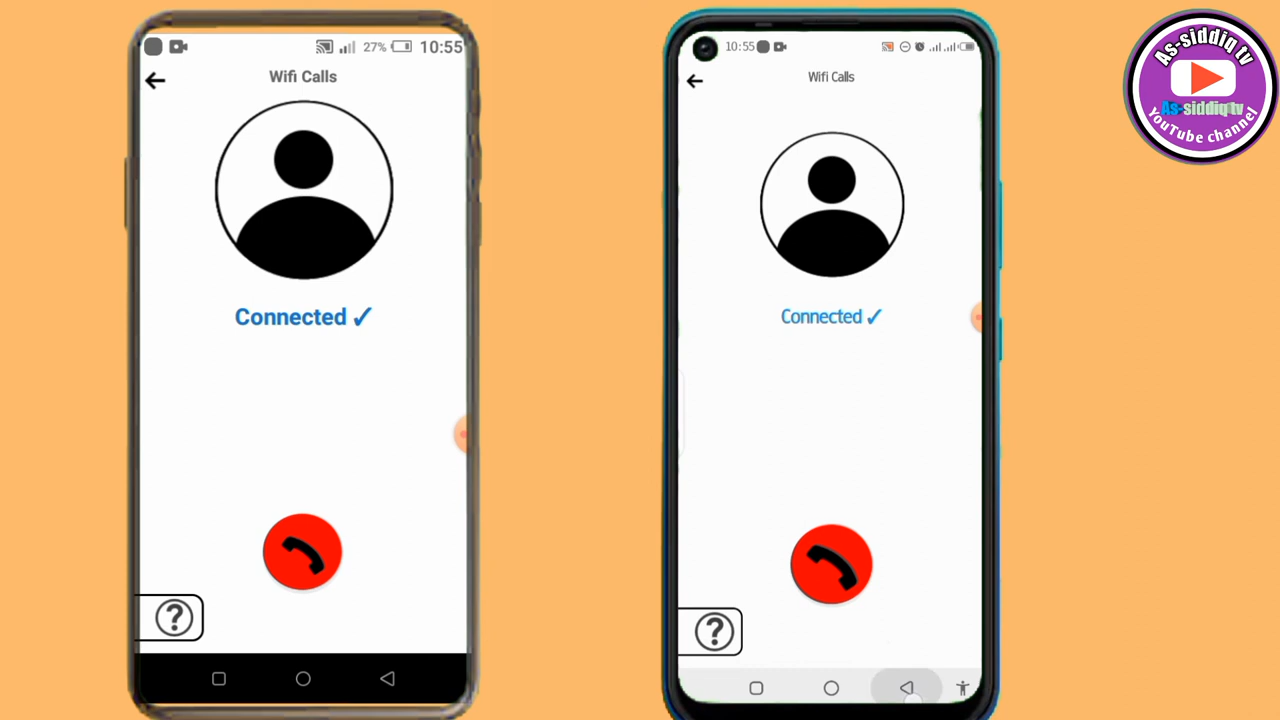 27% 10:55
Wifi Calls
Connected ✓
?
10:55
Wifi Calls
Connected ✓
?
As-siddiq tv
As-siddiq tv
YouTube channel